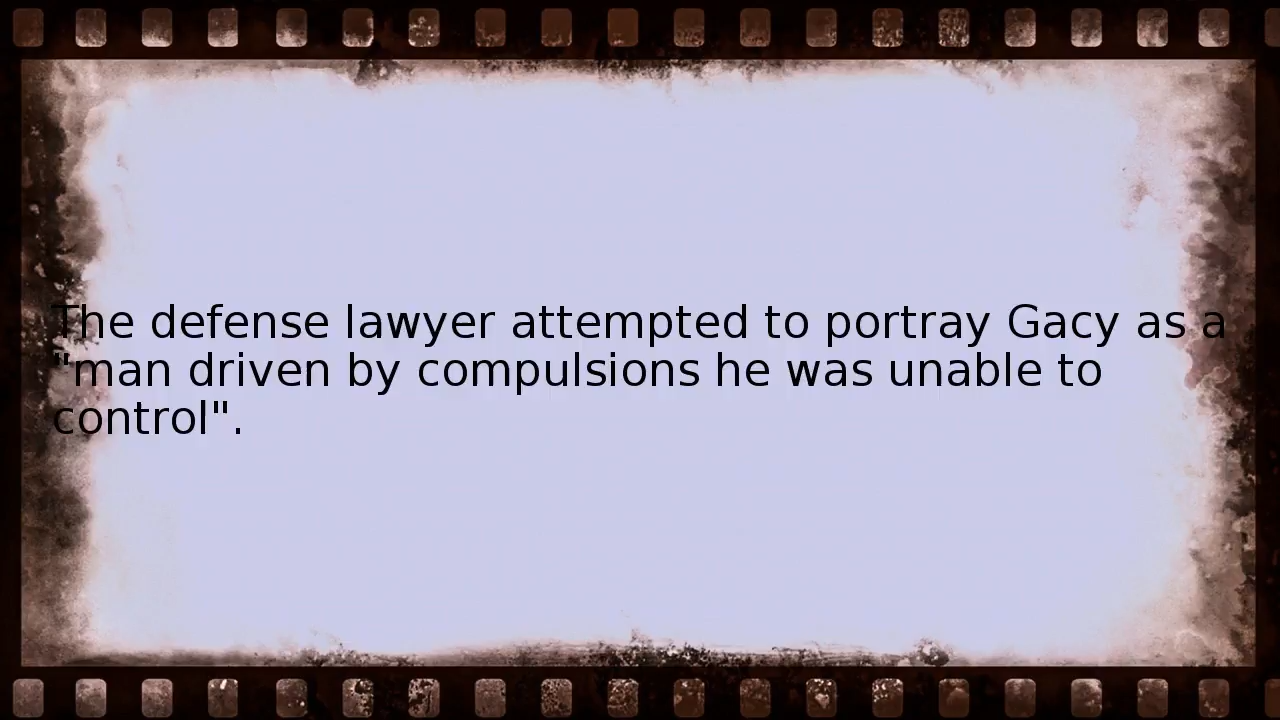 The defense lawyer attempted to portray Gacy as a
"man driven by compulsions he was unable to
control".